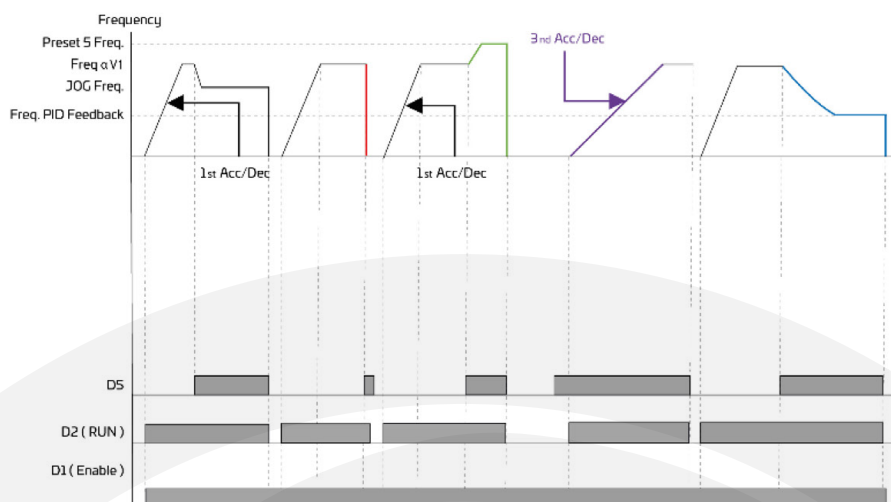 Frequency
Preset 5 Freq.
Freq α V1
JOG Freq.
Freq. PID Feedback
3nd Acc/Dec
1st Acc/Dec
1st Acc/Dec
D5
D2 ( RUN )
D1 ( Enable )